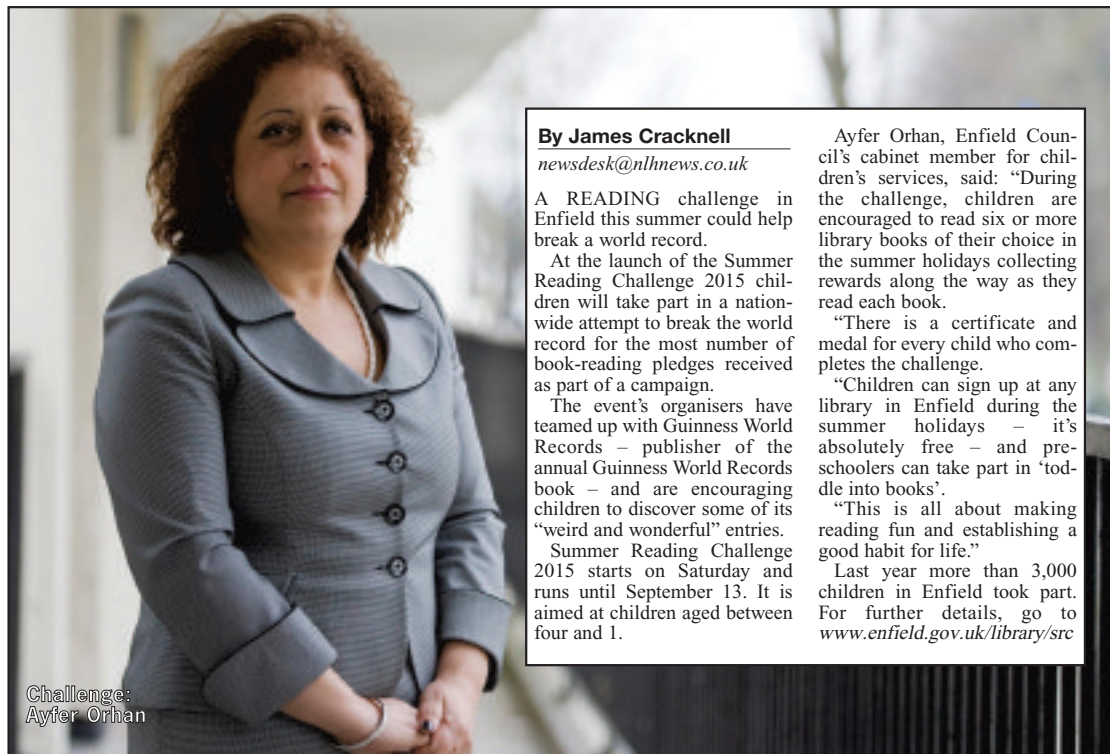 By James Cracknell
newsdesk@nlhnews.co.uk
A READING challenge in
Enfield this summer could help
break a world record.
At the launch of the Summer
Reading Challenge 2015 chil-
dren will take part in a nation-
wide attempt to break the world
record for the most number of
book-reading pledges received
as part of a campaign.
The event's organisers have
teamed up with Guinness World
Records – publisher of the
annual Guinness World Records
book – and are encouraging
children to discover some of its
“weird and wonderful” entries.
Summer Reading Challenge
2015 starts on Saturday and
runs until September 13. It is
aimed at children aged between
four and 1.
Ayfer Orhan, Enfield Coun-
cil’s cabinet member for chil-
dren’s services, said: “During
the challenge, children are
encouraged to read six or more
library books of their choice in
the summer holidays collecting
rewards along the way as they
read each book.
“There is a certificate and
medal for every child who com-
pletes the challenge.
“Children can sign up at any
library in Enfield during the
summer holidays – it’s
absolutely free – and pre-
schoolers can take part in ‘tod-
dle into books’.
“This is all about making
reading fun and establishing a
good habit for life.”
Last year more than 3,000
children in Enfield took part.
For further details, go to
www.enfield.gov.uk/library/src
Challenge:
Ayfer Orhan